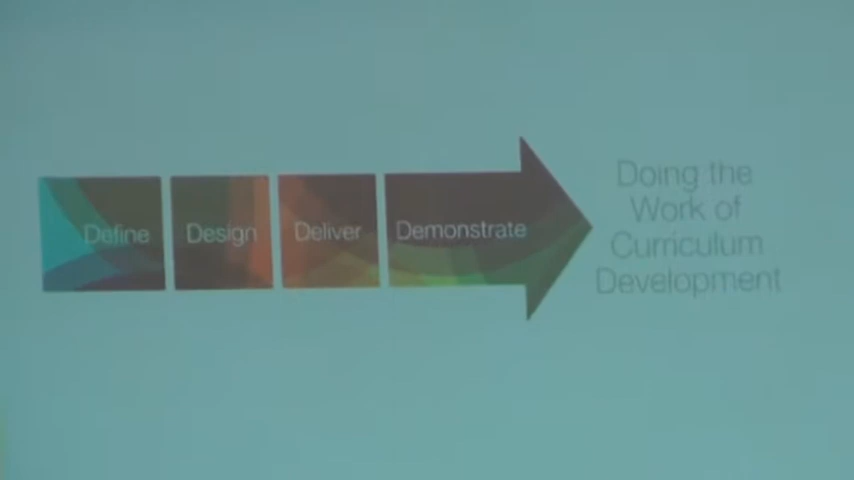 Define Design Deliver Demonstrate
Doing the
Work of
Curriculum
Development